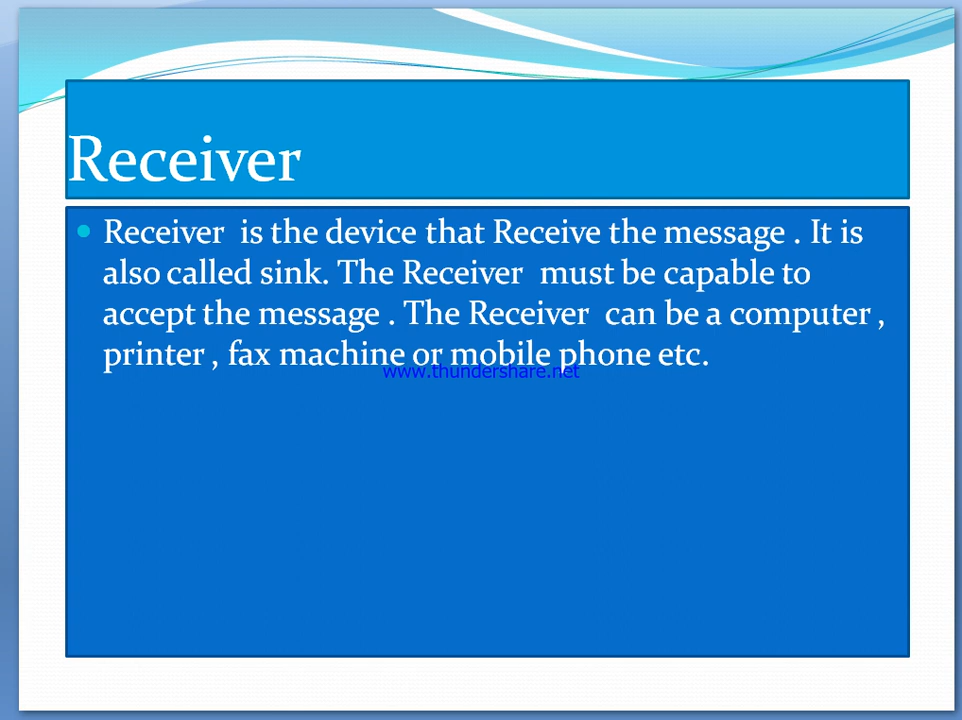 Receiver
Receiver is the device that Receive the message . It is
also called sink. The Receiver must be capable to
accept the message . The Receiver can be a computer ,
printer , fax machine or mobile phone etc.
www.thundershare.net